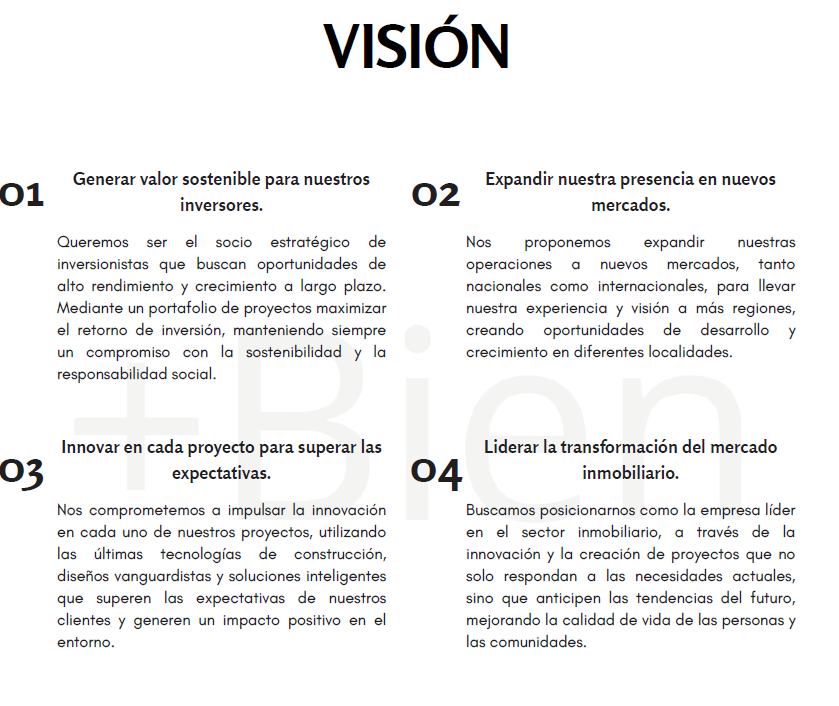 VISIÓN
01
Generar valor sostenible para nuestros
inversores.
Queremos ser el socio estratégico de
inversionistas que buscan oportunidades de
alto rendimiento y crecimiento a largo plazo.
Mediante un portafolio de proyectos maximizar
el retorno de inversión, manteniendo siempre
un compromiso con la sostenibilidad y la
responsabilidad social.
02
Expandir nuestra presencia en nuevos
mercados.
Nos proponemos expandir nuestras
operaciones a nuevos mercados, tanto
nacionales como internacionales, para llevar
nuestra experiencia y visión a más regiones,
creando oportunidades de desarrollo y
crecimiento en diferentes localidades.
03
Innovar en cada proyecto para superar las
expectativas.
Nos comprometemos a impulsar la innovación
en cada uno de nuestros proyectos, utilizando
las últimas tecnologías de construcción,
diseños vanguardistas y soluciones inteligentes
que superen las expectativas de nuestros
clientes y generen un impacto positivo en el
entorno.
04
Liderar la transformación del mercado
inmobiliario.
Buscamos posicionarnos como la empresa líder
en el sector inmobiliario, a través de la
innovación y la creación de proyectos que no
solo respondan a las necesidades actuales,
sino que anticipen las tendencias del futuro,
mejorando la calidad de vida de las personas y
las comunidades.
+Bien